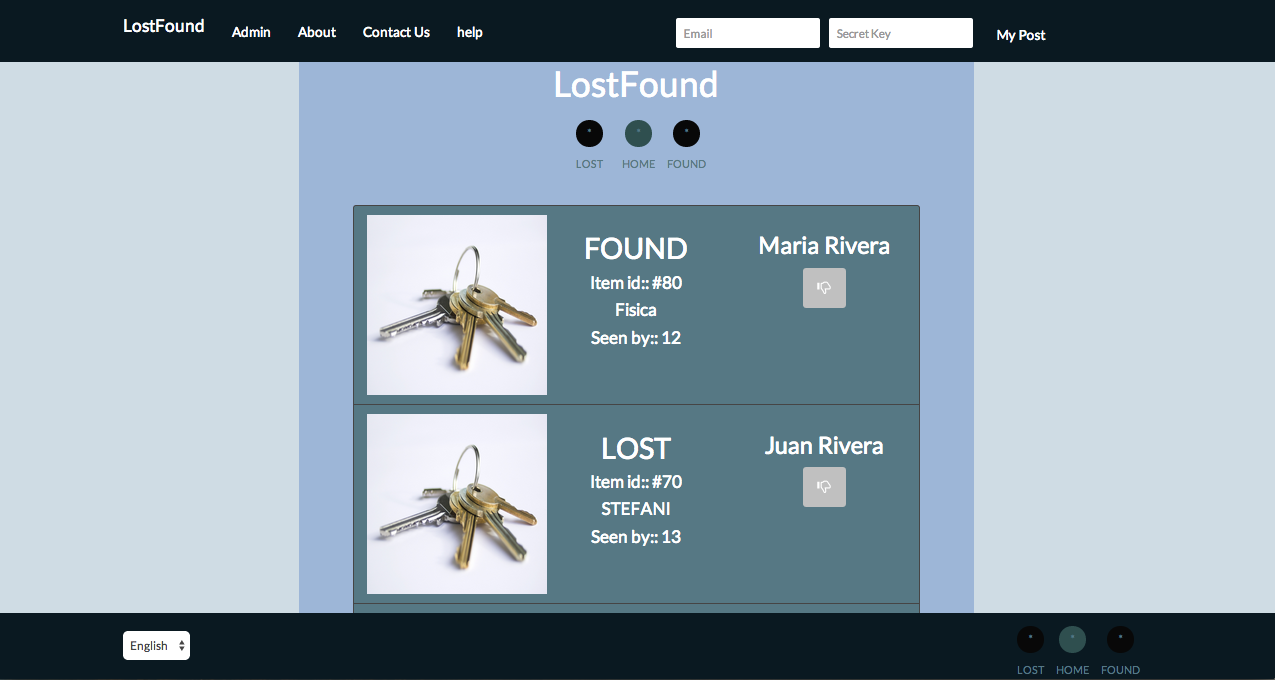 LostFound
Admin
About
Contact Us
help
Email
Secret Key
My Post
LostFound
LOST
HOME
FOUND
FOUND
Item id:: #80
Fisica
Seen by:: 12
Maria Rivera
LOST
Item id:: #70
STEFANI
Seen by:: 13
Juan Rivera
English
LOST
HOME
FOUND